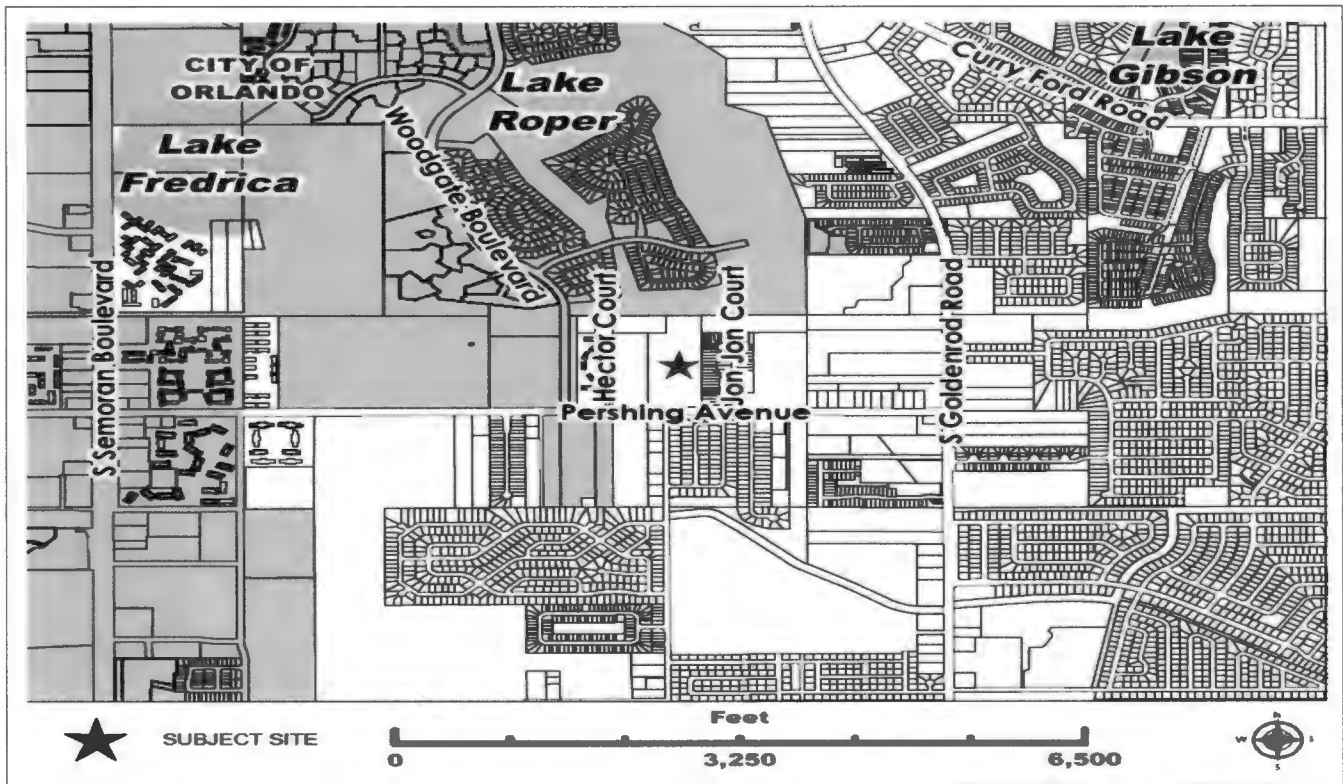 CITY OF
ORLANDO
Lake
Fredrica
Lake
Roper
Woodgate Boulevard
Curry Ford Road
Lake
Gibson
S Semoran Boulevard
Hector Court
Jon Jon Court
S Goldenrod Road
Pershing Avenue
SUBJECT SITE
Feet
0
3,250
6,500
N
W
S